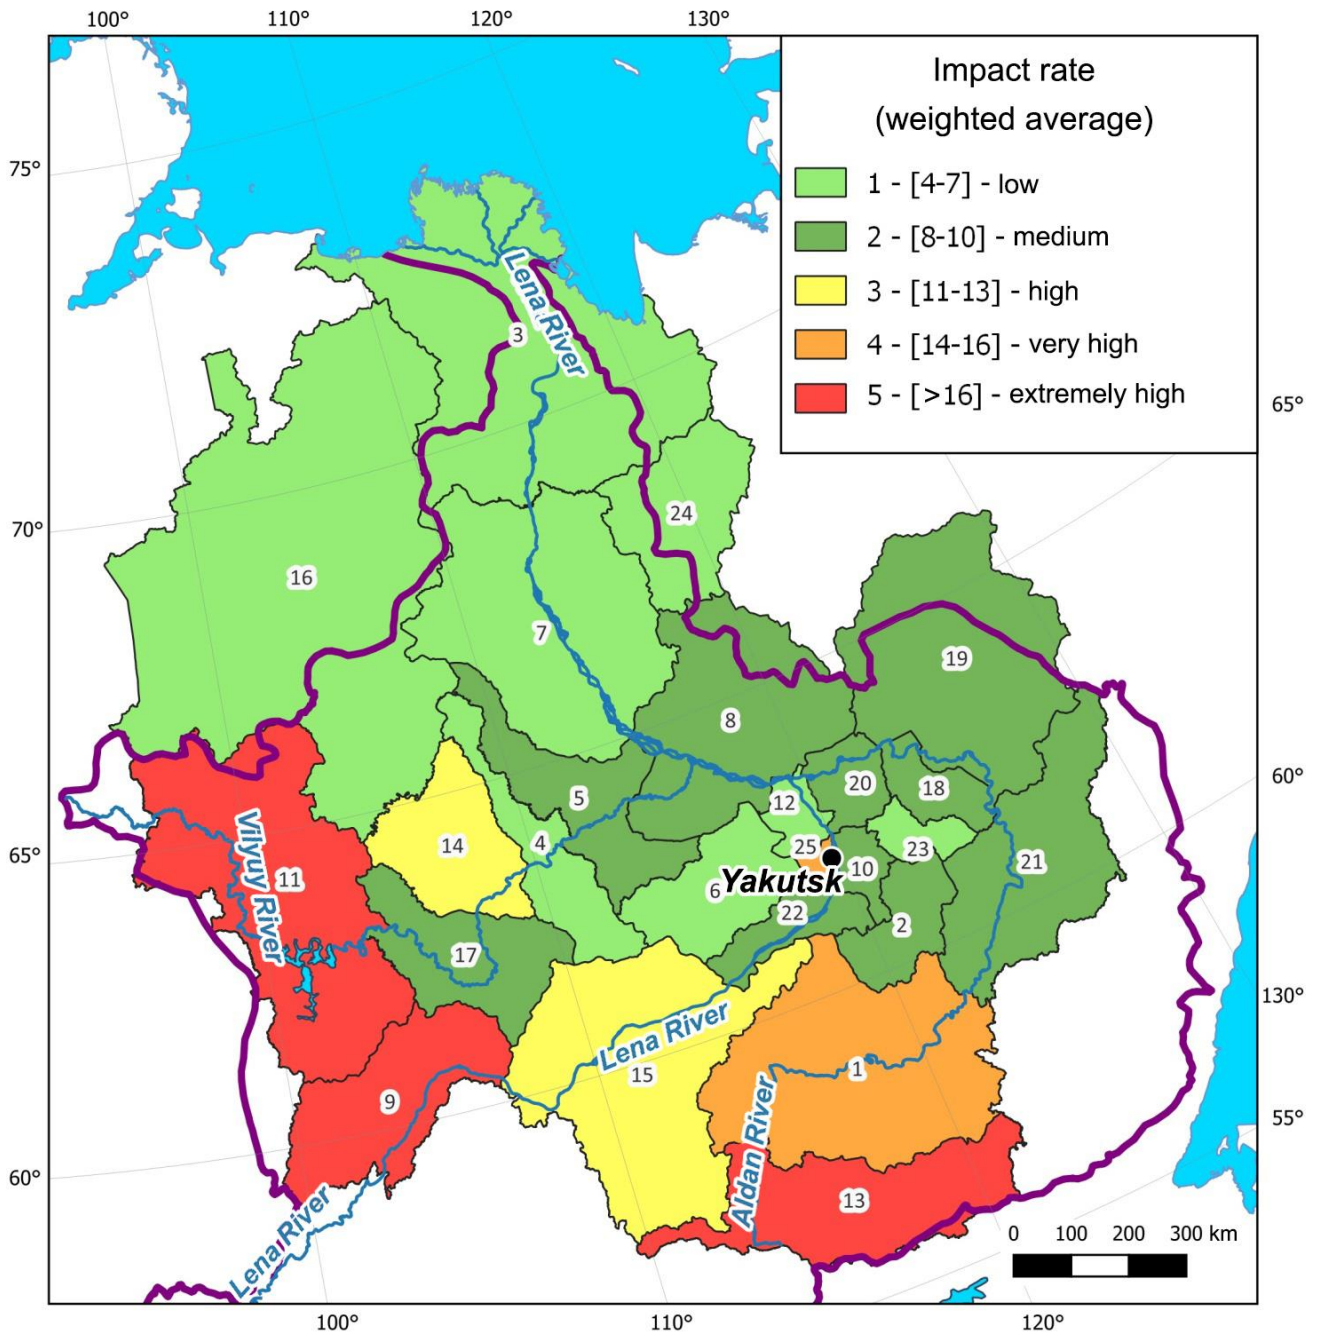 100° 110° 120° 130°
Impact rate
(weighted average)
1 - [4-7] - low
2 - [8-10] - medium
3 - [11-13] - high
4 - [14-16] - very high
5 - [>16] - extremely high
75°
Lena River
3
65°
24
70°
16
7
19
8
60°
5
20
18
12
14
4
25
23
65°
Vilyuy River
11
10
21
6
Yakutsk
22
2
17
130°
Lena River
15
1
9
Aldan River
55°
60°
13
Lena River
0 100 200 300 km
100° 110° 120°